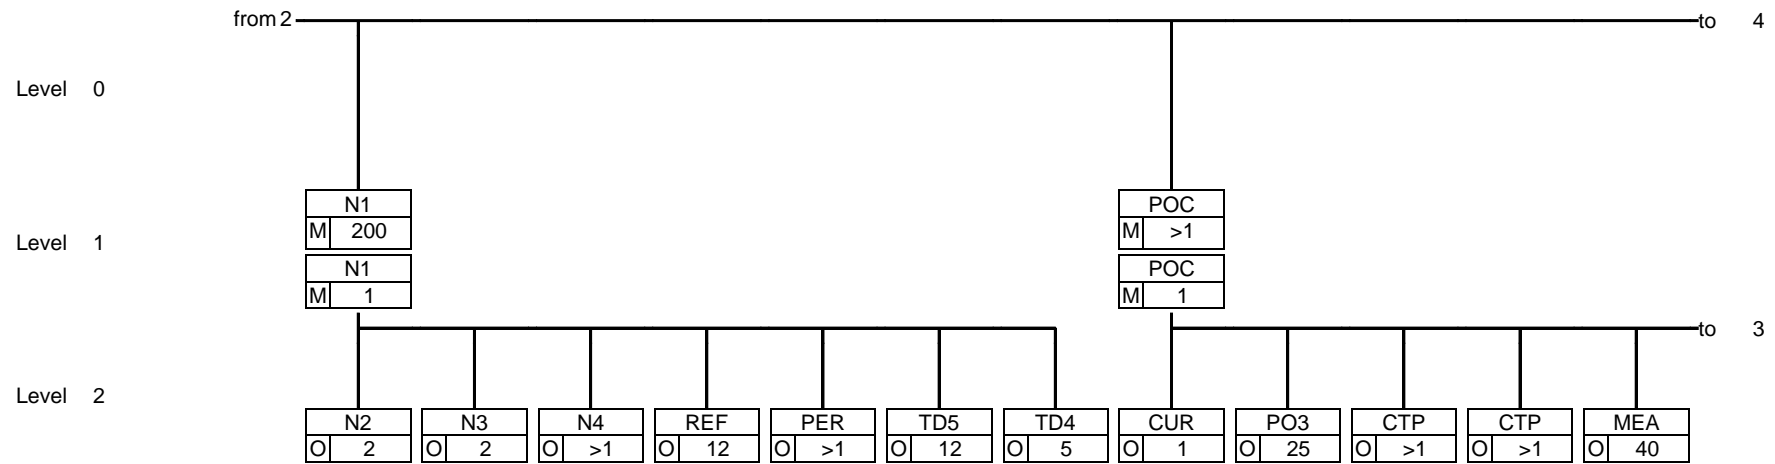 from 2 to 4
Level 0
N1 POC
M 200 M >1
Level 1
N1 POC
M 1 M 1
to 3
Level 2
N2 N3 N4 REF PER TD5 TD4 CUR PO3 CTP CTP MEA
O 2 O 2 O >1 O 12 O >1 O 12 O 5 O 1 O 25 O >1 O >1 O 40